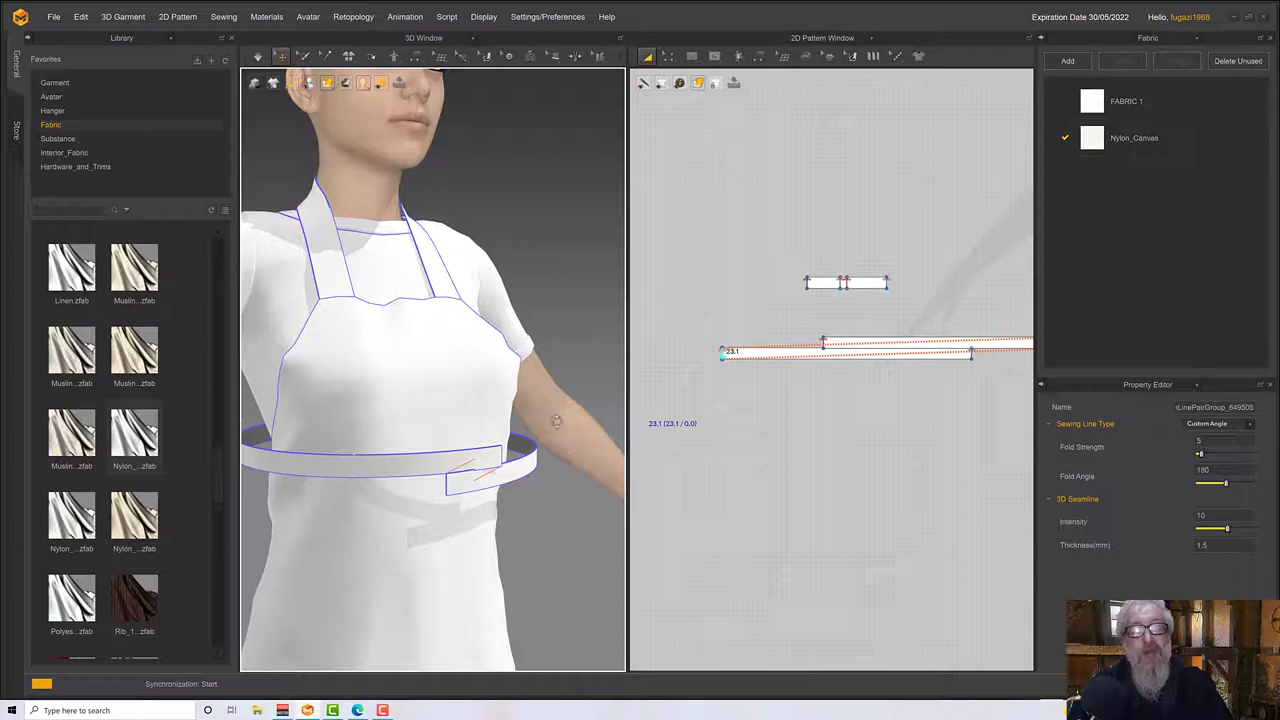 File Edit 3D Garment 2D Pattern Sewing Materials Avatar Retopology Animation Script Display Settings/Preferences Help
Expiration Date 30/05/2022 Hello, fugazi1968
Library
3D Window
2D Pattern Window
Fabric
General
Store
Favorites
Garment
Avatar
Hanger
Fabric
Substance
Interior_Fabric
Hardware_and_Trims
Linen.zfab Muslin....zfab
Muslin...zfab Muslin...zfab
Muslin...zfab Nylon_...zfab
Nylon_...zfab Nylon_...zfab
Polyes...zfab Rib_1...zfab
23.1
23.1 (23.1 / 0.0)
Add
Delete Unused
FABRIC 1
Nylon_Canvas
Property Editor
Name
LinePairGroup_649505
Sewing Line Type Custom Angle
Fold Strength 5
Fold Angle 180
3D Seamline
Intensity 10
Thickness(mm) 1.5
Synchronization: Start
Type here to search